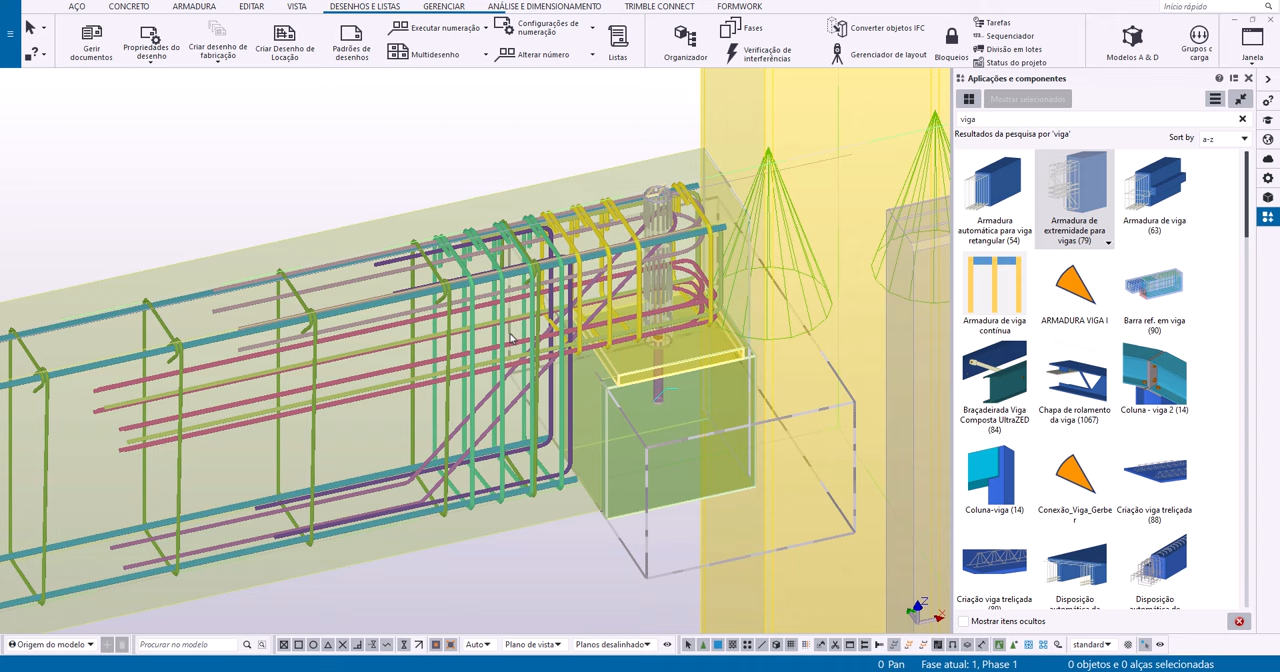 AÇO CONCRETO ARMADURA EDITAR VISTA DESENHOS E LISTAS GERENCIAR ANÁLISE E DIMENSIONAMENTO TRIMBLE CONNECT FORMWORK Início rápido
Gerir documentos
Propriedades do desenho
Criar desenho de fabricação
Criar Desenho de Locação
Padrões de desenhos
Executar numeração
Multidesenho
Configurações de numeração
Alterar número
Listas
Organizador
Fases
Verificação de interferências
Converter objetos IFC
Gerenciador de layout
Bloqueios
Tarefas
Sequenciador
Divisão em lotes
Status do projeto
Modelos A & D
Grupos c carga
Janela
Aplicações e componentes
Mostrar selecionados
viga
Resultados da pesquisa por 'viga'
Sort by a-z
Armadura automática para viga retangular (54)
Armadura de extremidade para vigas (79)
Armadura de viga (63)
Armadura de viga contínua
ARMADURA VIGA I
Barra ref. em viga (90)
Braçadeirada Viga Composta UltraZED (84)
Chapa de rolamento da viga (1067)
Coluna - viga 2 (14)
Coluna-viga (14)
Conexão_Viga_Gerber
Criação viga treliçada (88)
Criação viga treliçada (89)
Disposição automática de
Disposição automática de
Mostrar itens ocultos
Z
X
Origem do modelo
Procurar no modelo
Auto
Plano de vista
Planos desalinhado
standard
0 Pan Fase atual: 1, Phase 1 0 objetos e 0 alças selecionadas